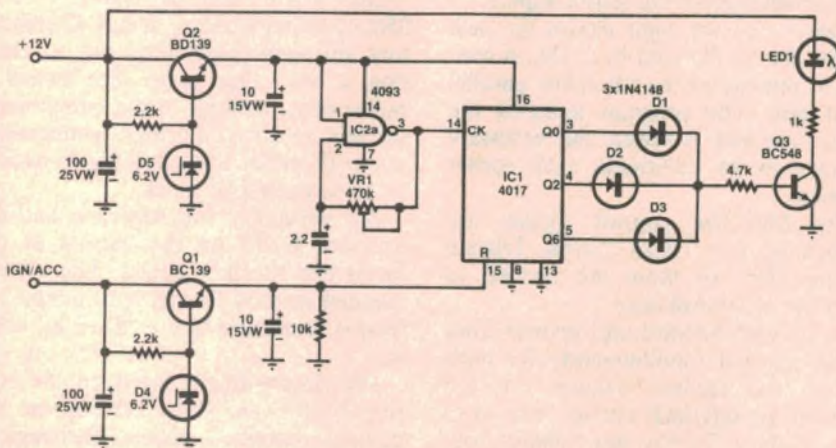 +12V
Q2
BD139
2.2k
100
25VW
D5
6.2V
10
15VW
4093
14
IC2a
2
3
7
VR1
470k
2.2
14
CK
16
IC1
4017
Q0
3
Q2
4
Q6
5
R
15
8
13
3x1N4148
D1
D2
D3
4.7k
LED1
λ
1k
Q3
BC548
IGN/ACC
Q1
BC139
2.2k
100
25VW
D4
6.2V
10
15VW
10k